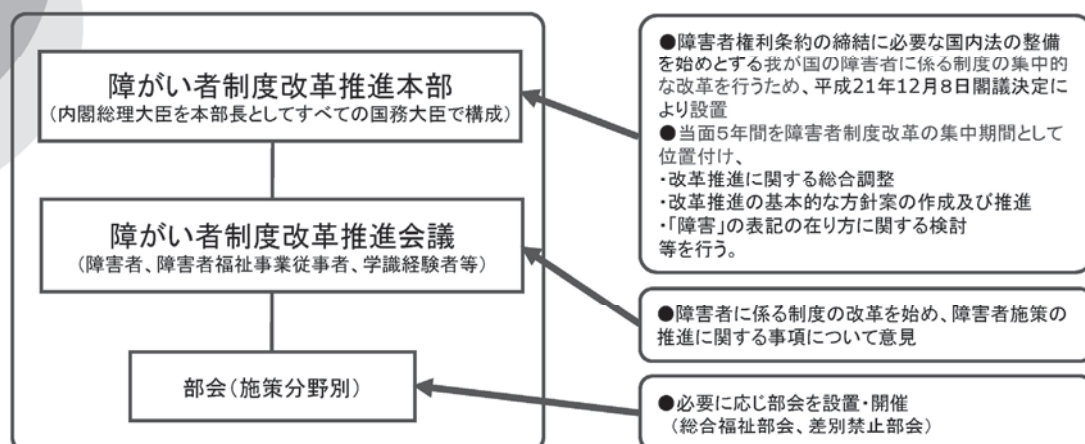 障がい者制度改革推進本部
(内閣総理大臣を本部長としてすべての国務大臣で構成)
障がい者制度改革推進会議
(障害者、障害者福祉事業従事者、学識経験者等)
部会(施策分野別)
●障害者権利条約の締結に必要な国内法の整備
を始めとする我が国の障害者に係る制度の集中的
な改革を行うため、平成21年12月8日閣議決定に
より設置
●当面5年間を障害者制度改革の集中期間として
位置付け、
・改革推進に関する総合調整
・改革推進の基本的な方針案の作成及び推進
・「障害」の表記の在り方に関する検討
等を行う。
●障害者に係る制度の改革を始め、障害者施策の
推進に関する事項について意見
●必要に応じ部会を設置・開催
(総合福祉部会、差別禁止部会)